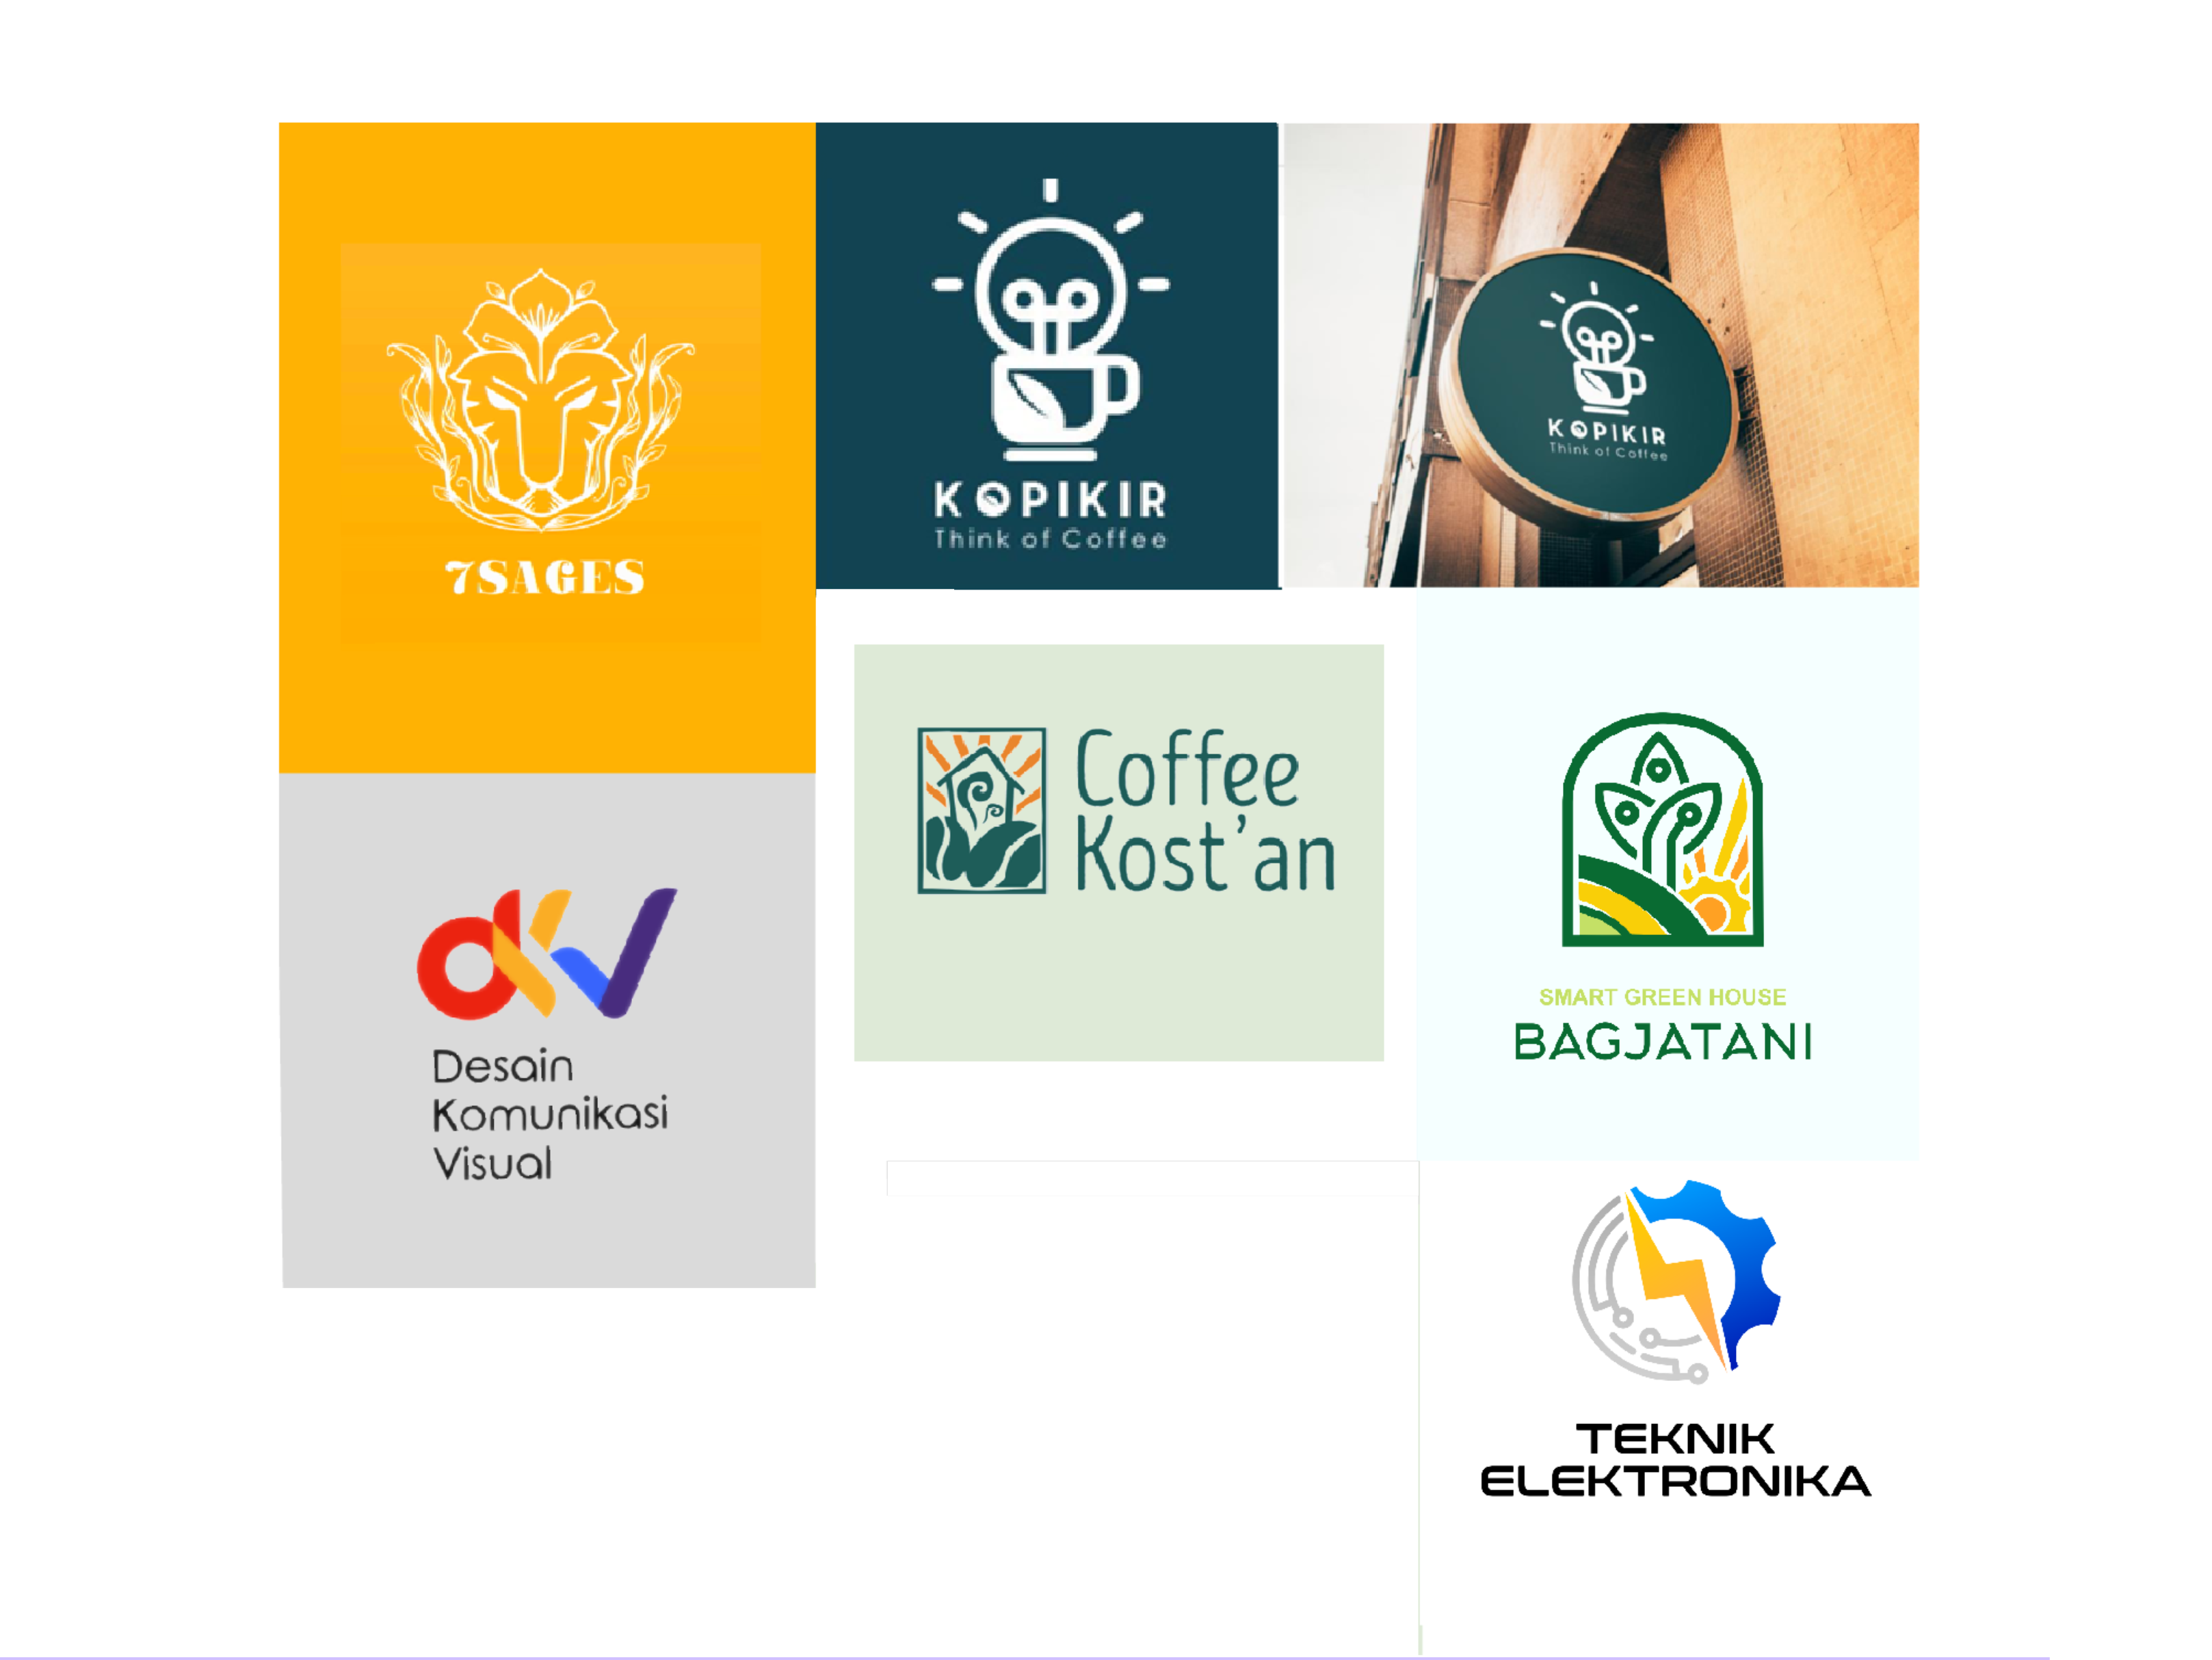 7SAGES
KOPIKIR
Think of Coffee
KOPIKIR
Think of Coffee
Coffee
Kost'an
SMART GREEN HOUSE
BAGJATANI
DKV
Desain
Komunikasi
Visual
TEKNIK
ELEKTRONIKA